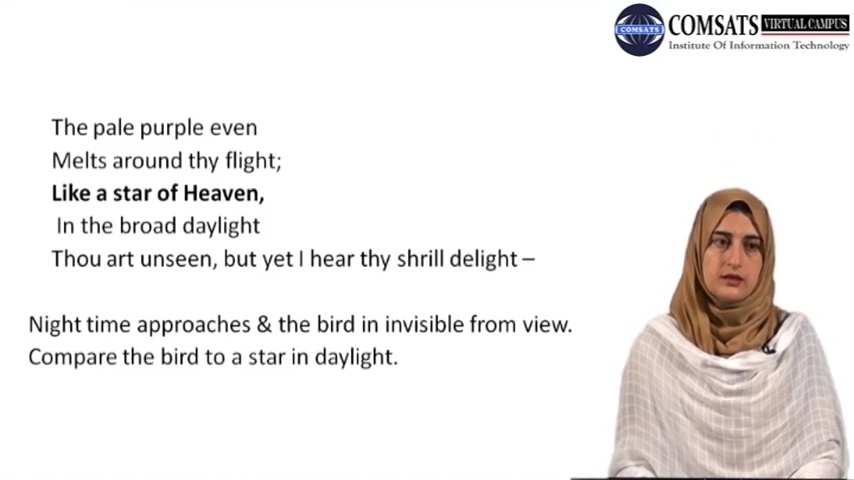 COMSATS VIRTUAL CAMPUS
Institute Of Information Technology
COMSATS
The pale purple even
Melts around thy flight;
Like a star of Heaven,
In the broad daylight
Thou art unseen, but yet I hear thy shrill delight –
Night time approaches & the bird in invisible from view.
Compare the bird to a star in daylight.